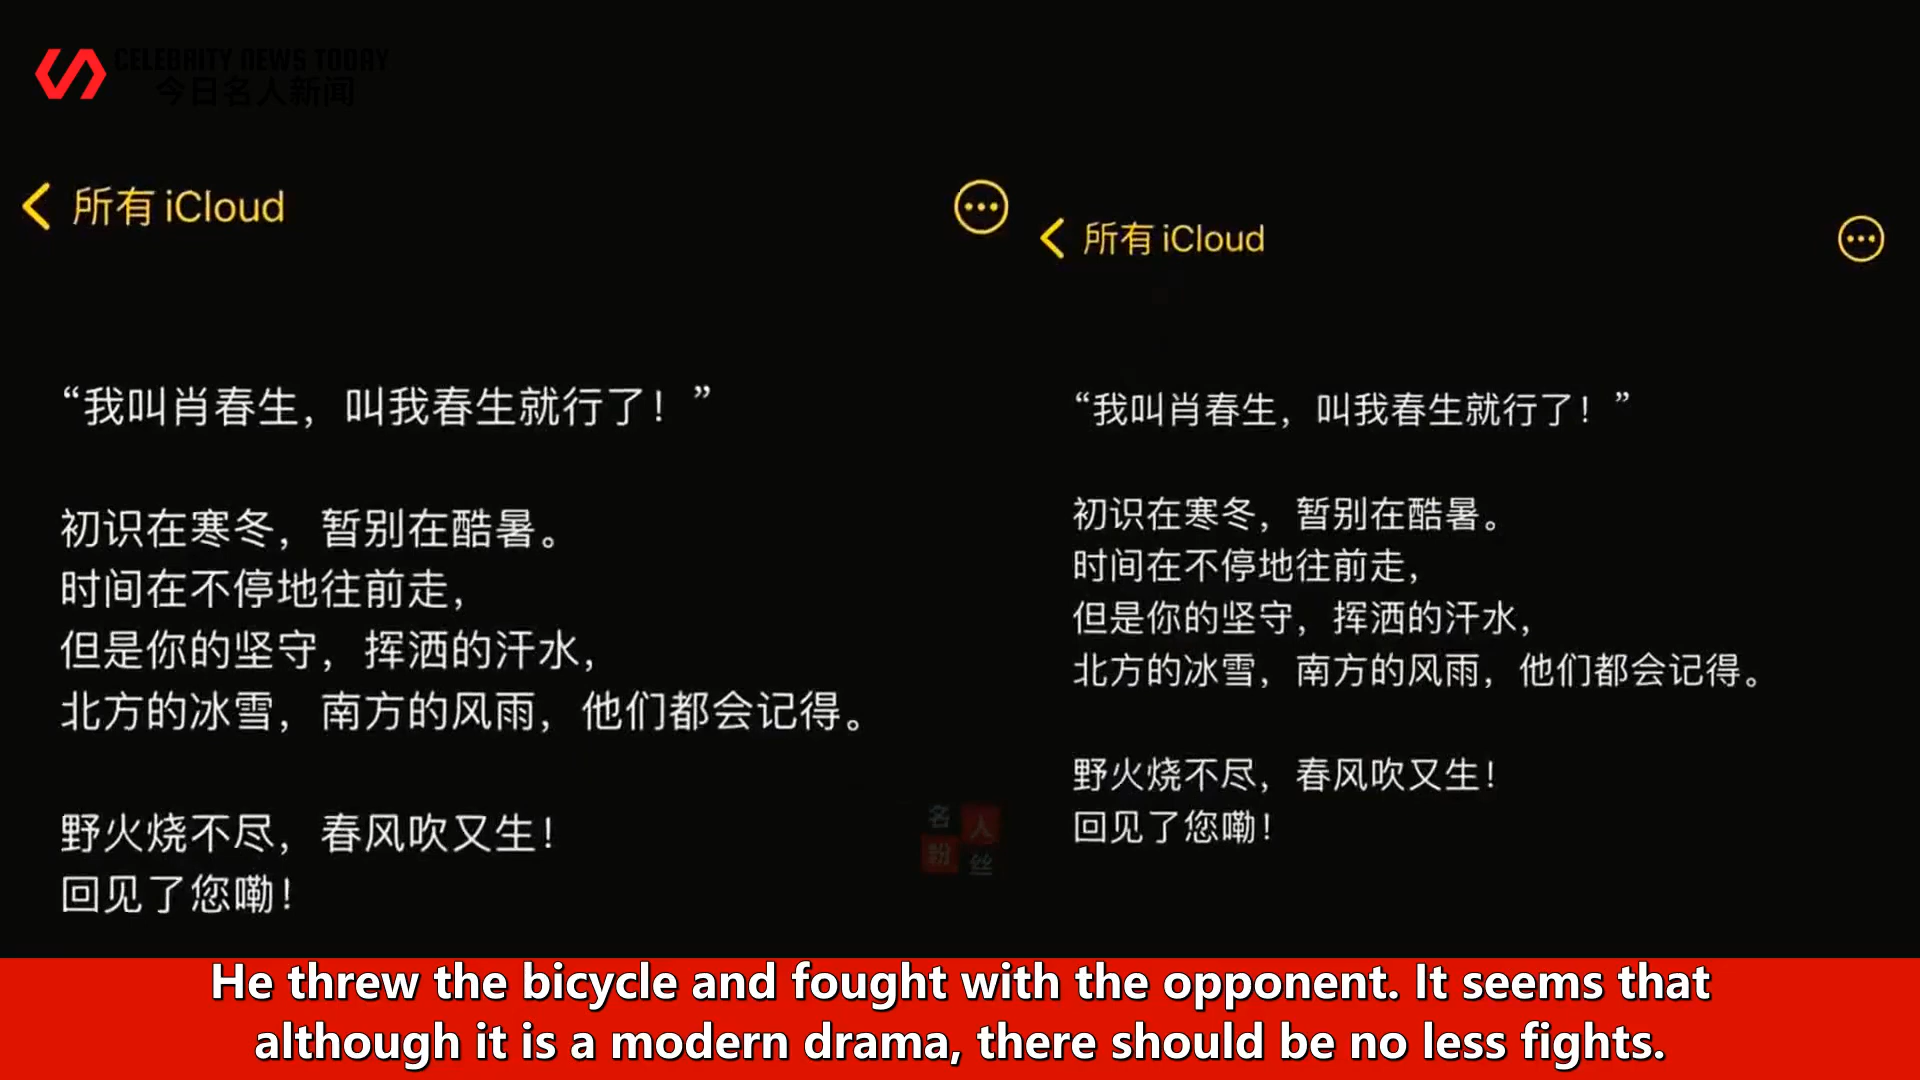 CELEBRITY NEWS TODAY
今日名人新闻
所有 iCloud
“我叫肖春生，叫我春生就行了！”
初识在寒冬，暂别在酷暑。
时间在不停地往前走，
但是你的坚守，挥洒的汗水，
北方的冰雪，南方的风雨，他们都会记得。
野火烧不尽，春风吹又生！
回见了您嘞！
所有 iCloud
“我叫肖春生，叫我春生就行了！”
初识在寒冬，暂别在酷暑。
时间在不停地往前走，
但是你的坚守，挥洒的汗水，
北方的冰雪，南方的风雨，他们都会记得。
野火烧不尽，春风吹又生！
回见了您嘞！
名人
粉丝
He threw the bicycle and fought with the opponent. It seems that
although it is a modern drama, there should be no less fights.